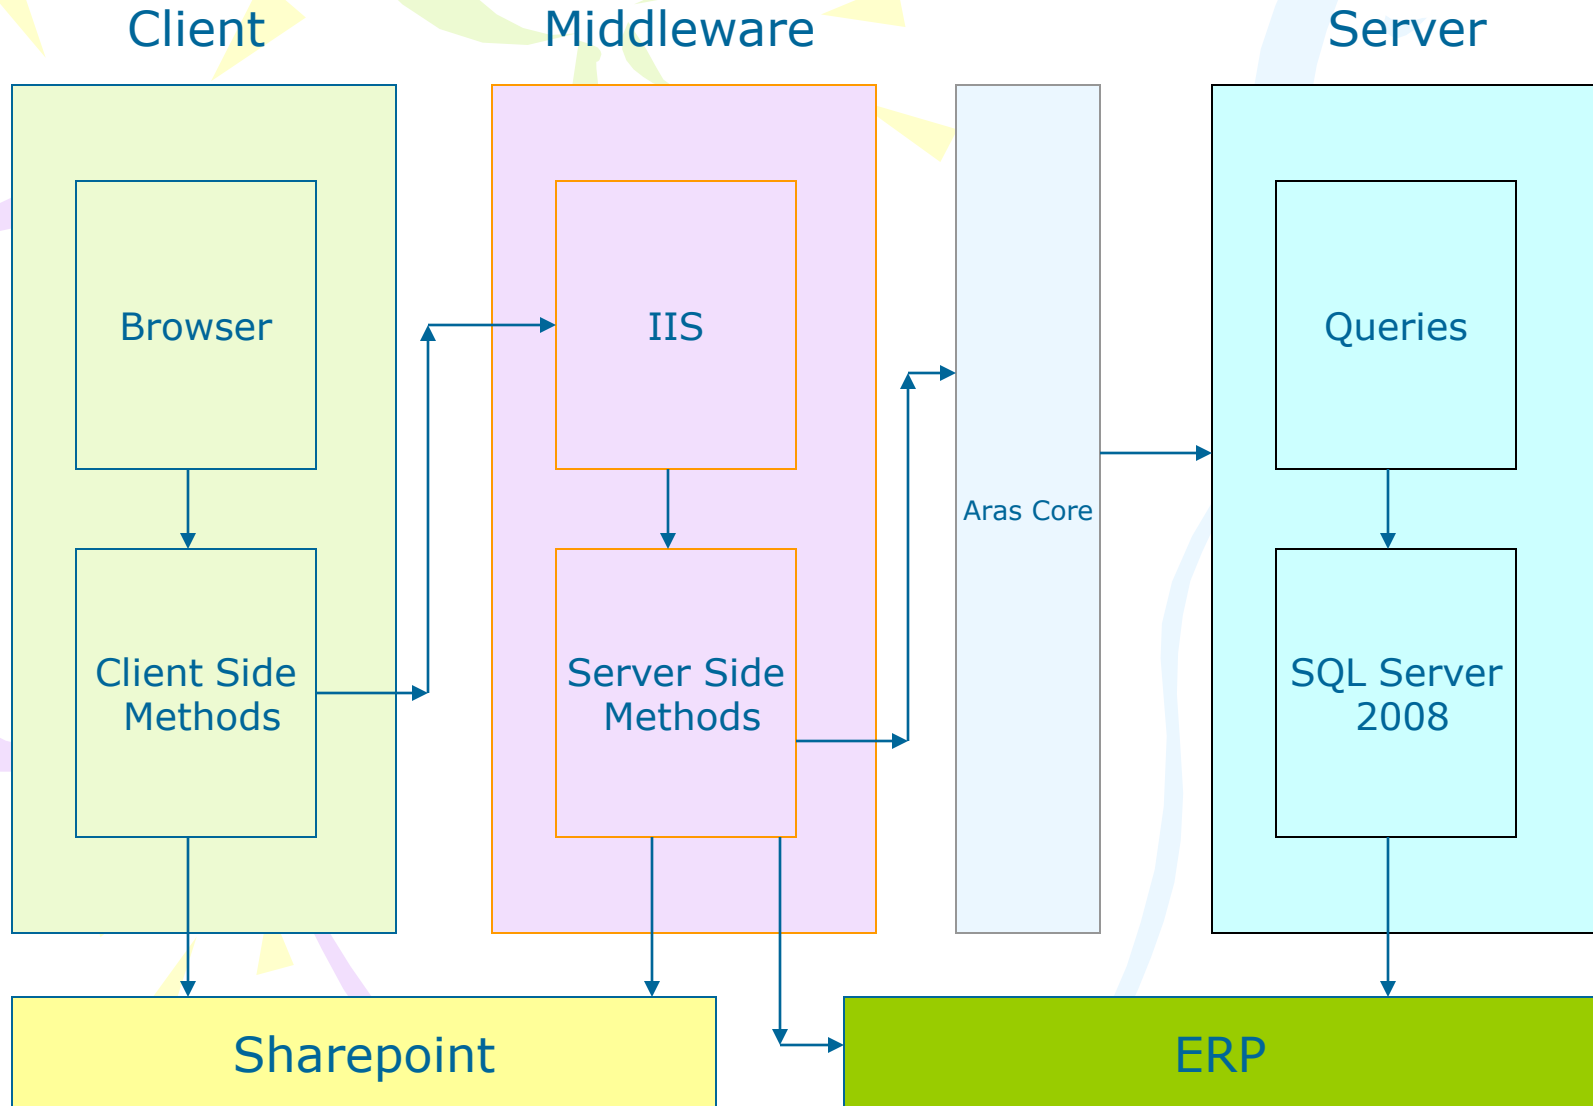 Client
Middleware
Server
Browser
IIS
Queries
Aras Core
Client Side
Methods
Server Side
Methods
SQL Server
2008
Sharepoint
ERP